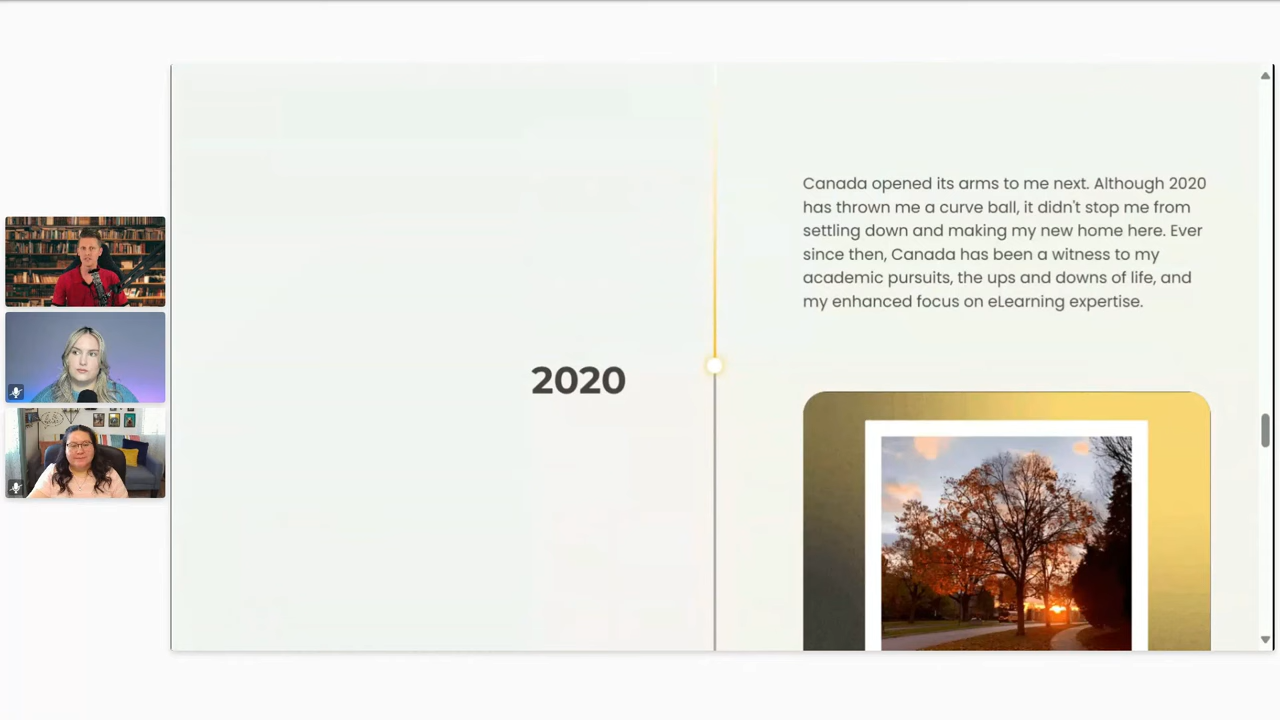 Canada opened its arms to me next. Although 2020
has thrown me a curve ball, it didn't stop me from
settling down and making my new home here. Ever
since then, Canada has been a witness to my
academic pursuits, the ups and downs of life, and
my enhanced focus on eLearning expertise.
2020